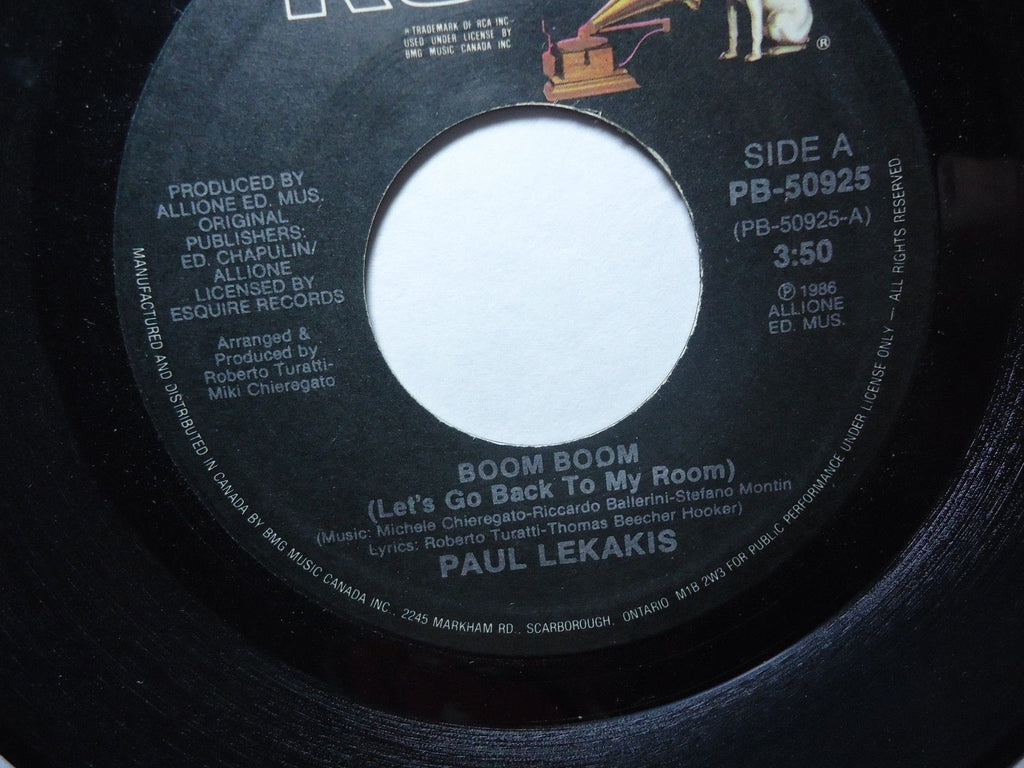 * TRADEMARK OF RCA INC
USED UNDER LICENSE BY
BMG MUSIC CANADA INC
®
SIDE A
PB-50925
(PB-50925-A)
3:50
℗ 1986
ALLIONE
ED. MUS.
PRODUCED BY
ALLIONE ED. MUS.
ORIGINAL
PUBLISHERS:
ED. CHAPULIN/
ALLIONE
LICENSED BY
ESQUIRE RECORDS
Arranged &
Produced by
Roberto Turatti-
Miki Chieregato
BOOM BOOM
(Let's Go Back To My Room)
(Music: Michele Chieregato-Riccardo Ballerini-Stefano Montin
Lyrics: Roberto Turatti-Thomas Beecher Hooker)
PAUL LEKAKIS
MANUFACTURED AND DISTRIBUTED IN CANADA BY BMG MUSIC CANADA INC., 2245 MARKHAM RD., SCARBOROUGH, ONTARIO M1B 2W3 FOR PUBLIC PERFORMANCE UNDER LICENSE ONLY — ALL RIGHTS RESERVED